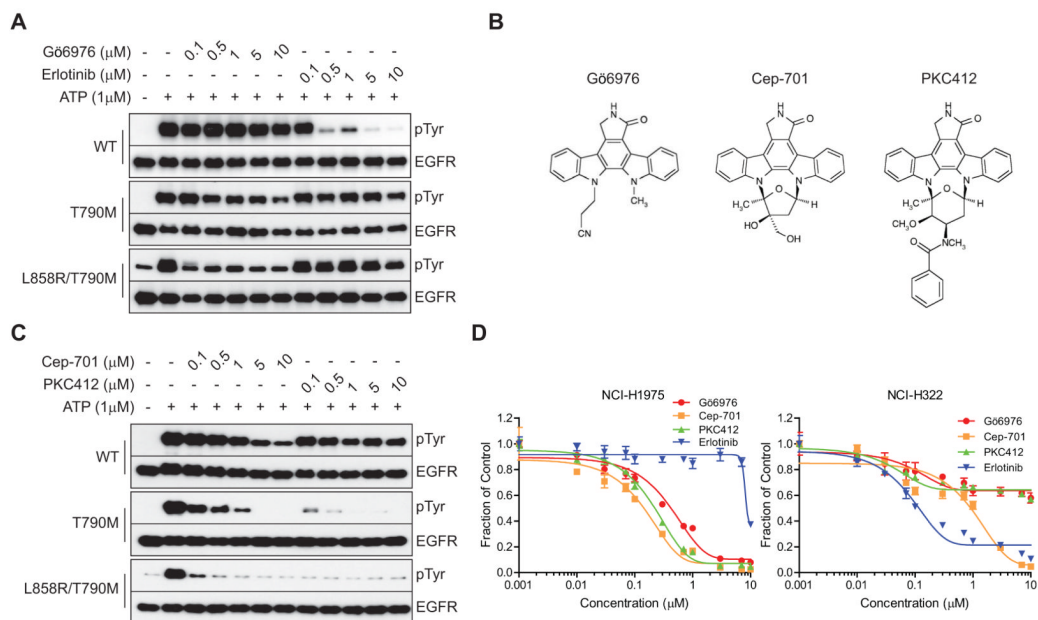 A
Gö6976 (μM) - - 0.1 0.5 1 5 10 - - - - -
Erlotinib (μM) - - - - - - - 0.1 0.5 1 5 10
ATP (1μM) - + + + + + + + + + +
WT
pTyr
EGFR
T790M
pTyr
EGFR
L858R/T790M
pTyr
EGFR
B
Gö6976
Cep-701
PKC412
H
N
O
N
N
CH3
CN
H
N
O
N
N
O
CH3
H
HO
OH
H
N
O
N
N
O
CH3
H
OCH3
NCH3
O
C
Cep-701 (μM) - - 0.1 0.5 1 5 10 - - - - -
PKC412 (μM) - - - - - - - 0.1 0.5 1 5 10
ATP (1μM) - + + + + + + + + + +
WT
pTyr
EGFR
T790M
pTyr
EGFR
L858R/T790M
pTyr
EGFR
D
NCI-H1975
Gö6976
Cep-701
PKC412
Erlotinib
Fraction of Control
1.2
1.0
0.8
0.6
0.4
0.2
0.0
0.001 0.01 0.1 1 10
Concentration (μM)
NCI-H322
Gö6976
Cep-701
PKC412
Erlotinib
Fraction of Control
1.2
1.0
0.8
0.6
0.4
0.2
0.0
0.001 0.01 0.1 1 10
Concentration (μM)